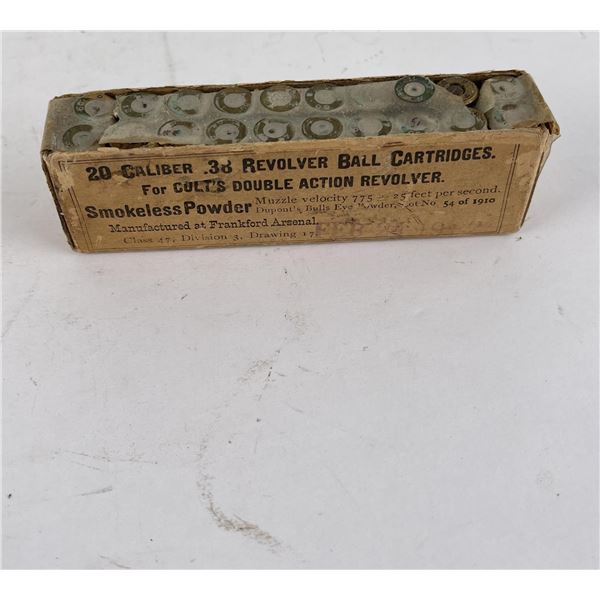 20 CALIBER .38 REVOLVER BALL CARTRIDGES.
FOR COLT'S DOUBLE ACTION REVOLVER.
Smokeless Powder Muzzle velocity 775 — 25 feet per second.
Dupont's Bulls Eye Powder, Lot No. 54 of 1910
Manufactured at Frankford Arsenal.
Class 47, Division 3, Drawing 17. FEB